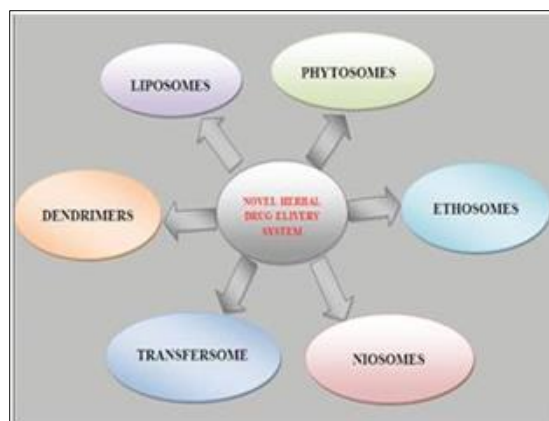 LIPOSOMES
PHYTOSOMES
DENDRIMERS
NOVEL HERBAL
DRUG ELIVERY
SYSTEM
ETHOSOMES
TRANSFERSOME
NIOSOMES